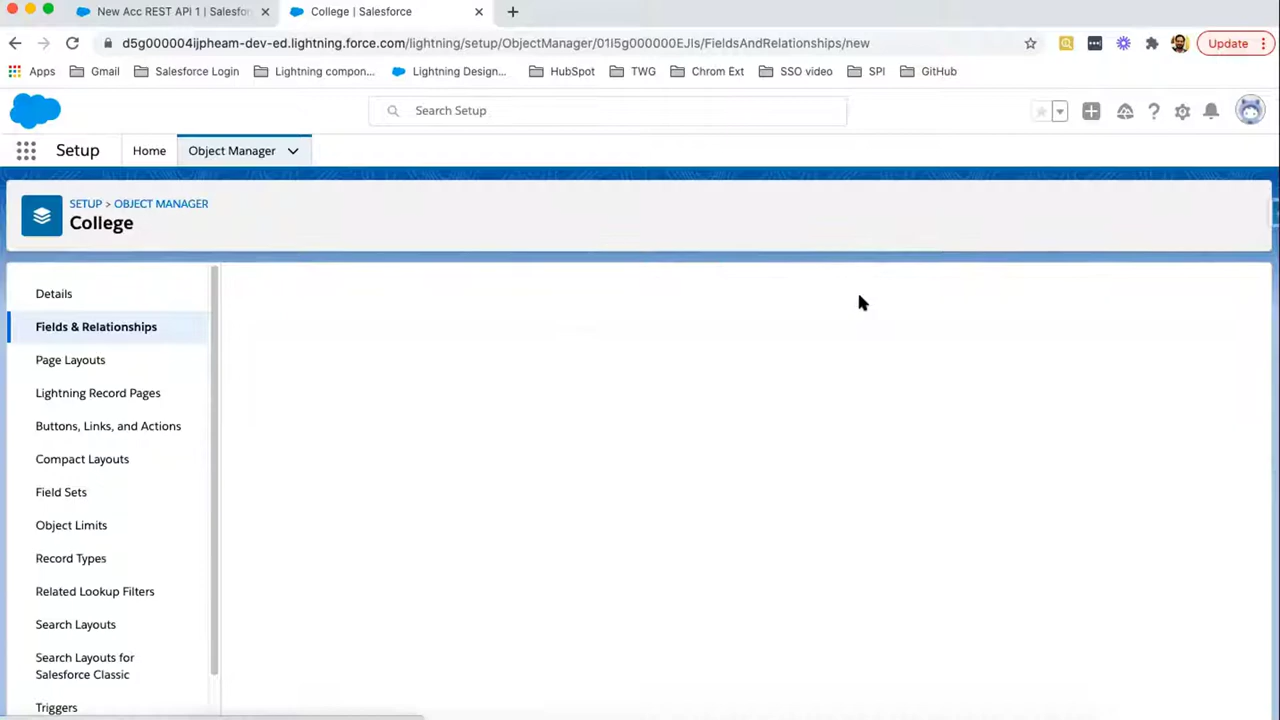 New Acc REST API 1 | Salesfor
College | Salesforce
d5g000004ijpheam-dev-ed.lightning.force.com/lightning/setup/ObjectManager/01I5g000000EJIs/FieldsAndRelationships/new
Update
Apps
Gmail
Salesforce Login
Lightning compon...
Lightning Design...
HubSpot
TWG
Chrom Ext
SSO video
SPI
GitHub
Search Setup
Setup
Home
Object Manager
SETUP > OBJECT MANAGER
College
Details
Fields & Relationships
Page Layouts
Lightning Record Pages
Buttons, Links, and Actions
Compact Layouts
Field Sets
Object Limits
Record Types
Related Lookup Filters
Search Layouts
Search Layouts for
Salesforce Classic
Triggers